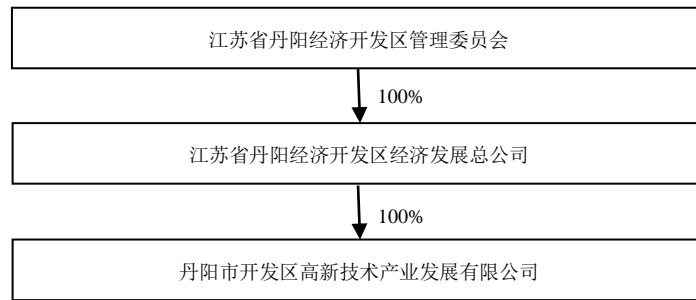 江苏省丹阳经济开发区管理委员会
100%
江苏省丹阳经济开发区经济发展总公司
100%
丹阳市开发区高新技术产业发展有限公司